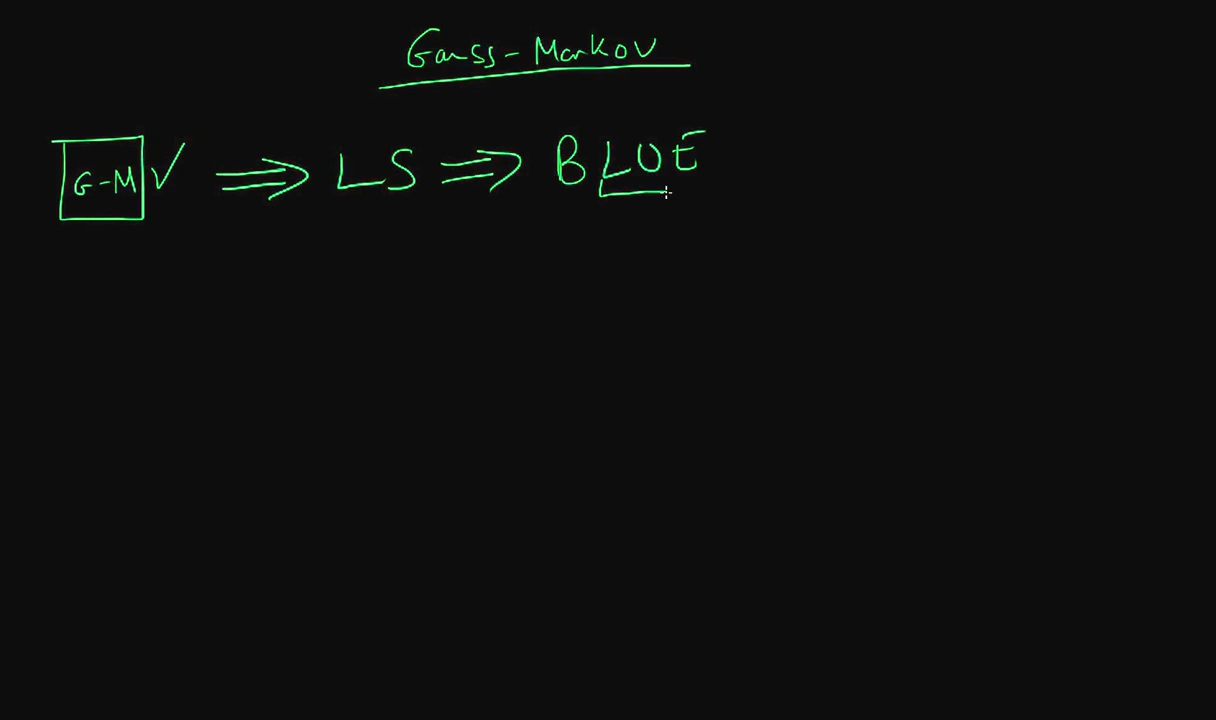 Gauss-Markov
G-M ✓ ⇒ LS ⇒ BLUE